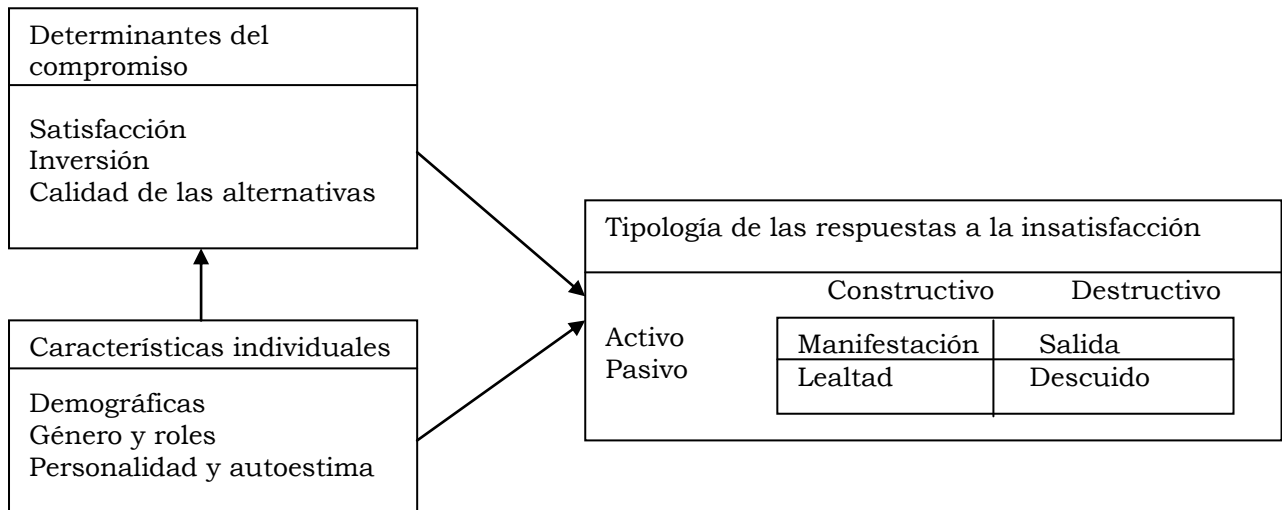 Determinantes del
compromiso
Satisfacción
Inversión
Calidad de las alternativas
Características individuales
Demográficas
Género y roles
Personalidad y autoestima
Tipología de las respuestas a la insatisfacción
Constructivo Destructivo
Activo Manifestación Salida
Pasivo Lealtad Descuido